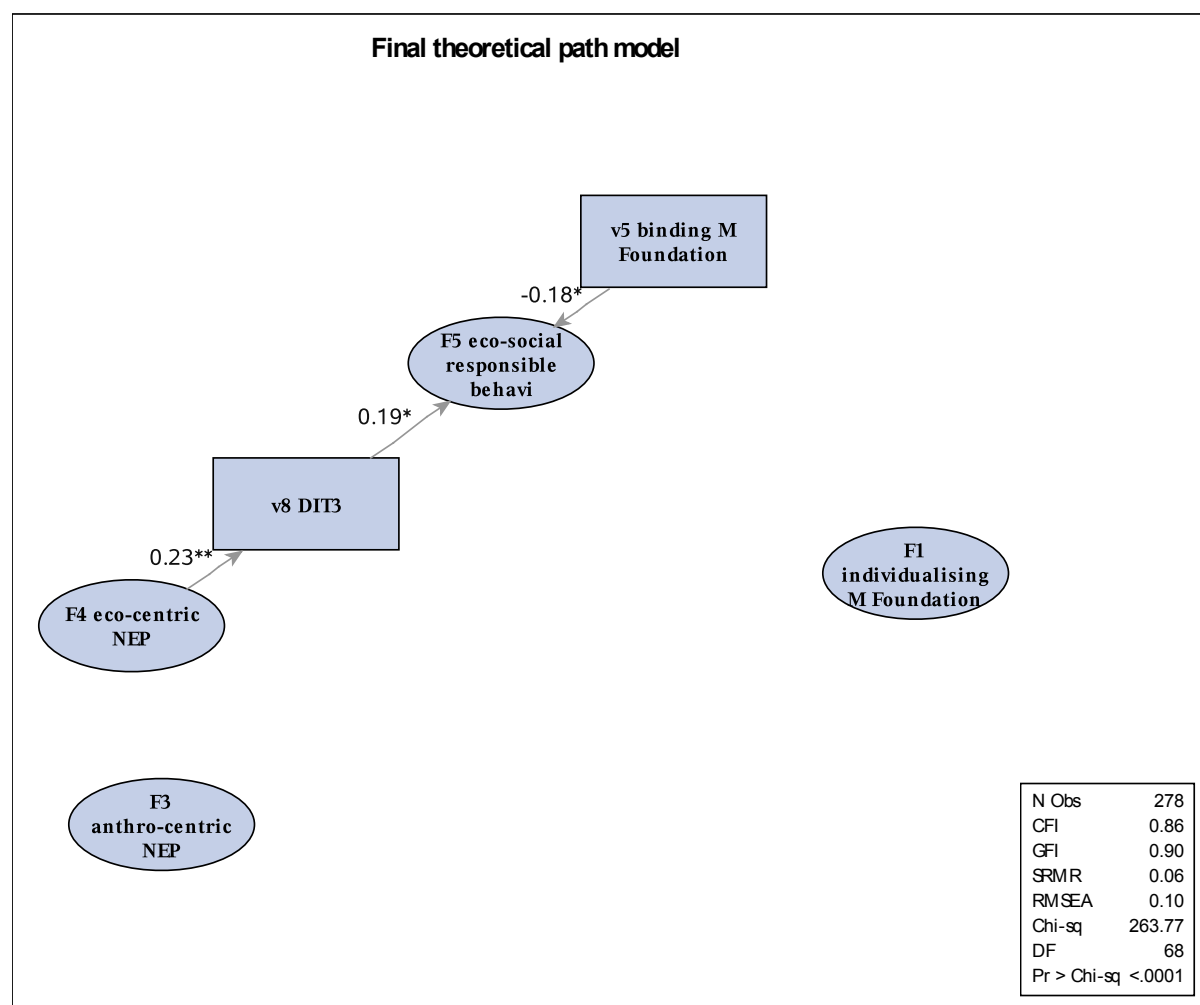 Final theoretical path model
v5 binding M
Foundation
-0.18*
F5 eco-social
responsible
behavi
0.19*
v8 DIT3
0.23**
F4 eco-centric
NEP
F1
individualising
M Foundation
F3
anthro-centric
NEP
N Obs 278
CFI 0.86
GFI 0.90
SRMR 0.06
RMSEA 0.10
Chi-sq 263.77
DF 68
Pr > Chi-sq <.0001